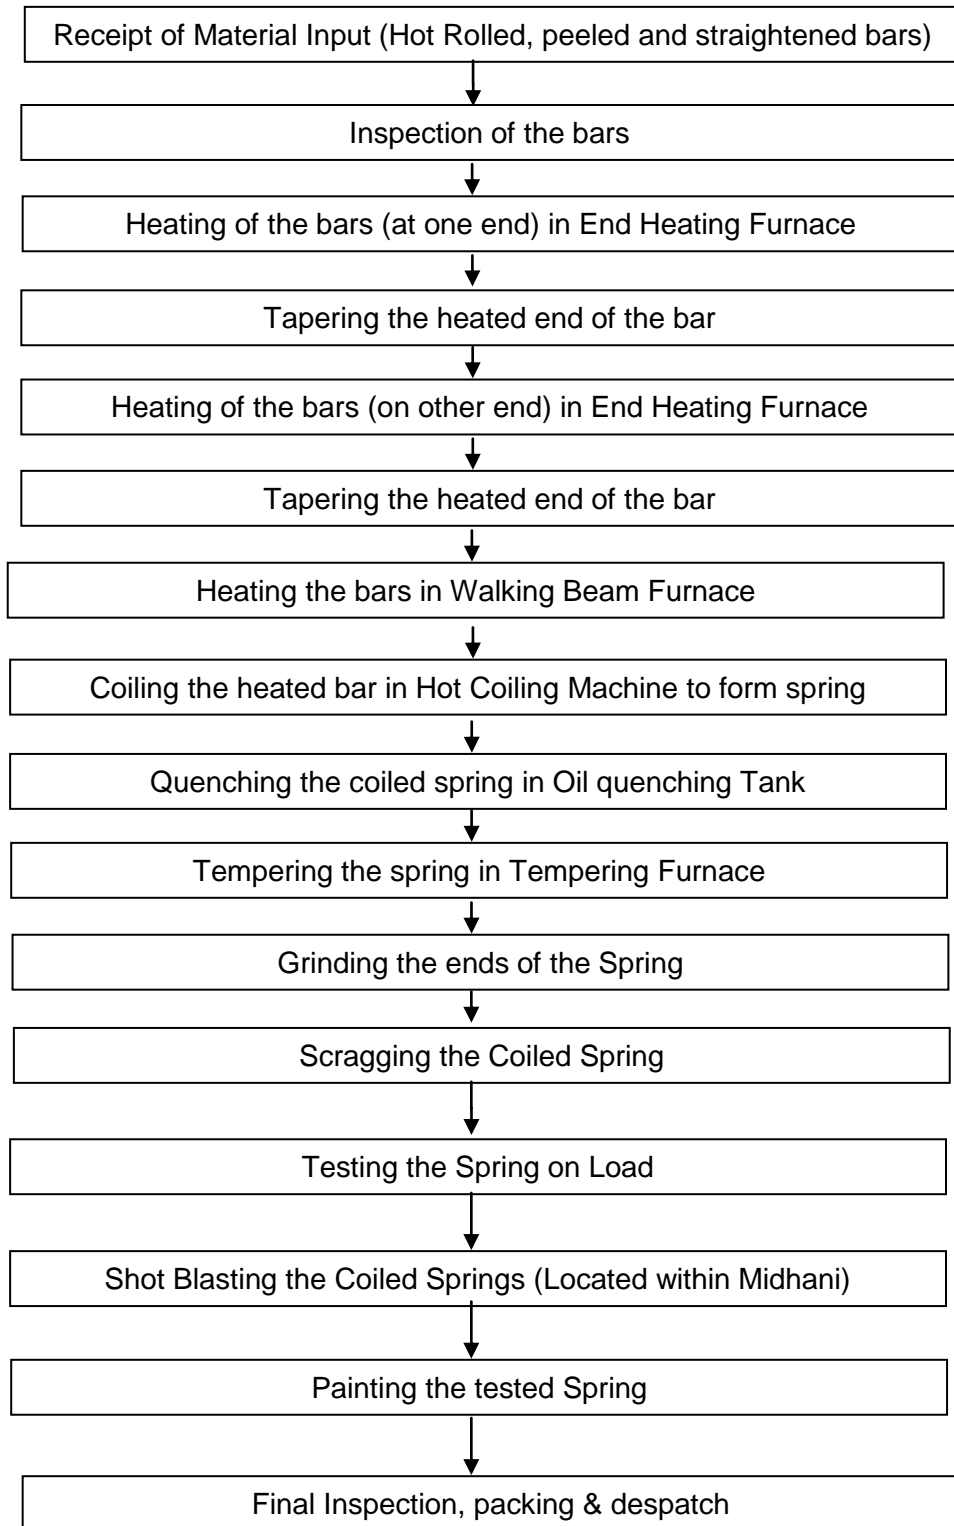 Receipt of Material Input (Hot Rolled, peeled and straightened bars)
Inspection of the bars
Heating of the bars (at one end) in End Heating Furnace
Tapering the heated end of the bar
Heating of the bars (on other end) in End Heating Furnace
Tapering the heated end of the bar
Heating the bars in Walking Beam Furnace
Coiling the heated bar in Hot Coiling Machine to form spring
Quenching the coiled spring in Oil quenching Tank
Tempering the spring in Tempering Furnace
Grinding the ends of the Spring
Scragging the Coiled Spring
Testing the Spring on Load
Shot Blasting the Coiled Springs (Located within Midhani)
Painting the tested Spring
Final Inspection, packing & despatch